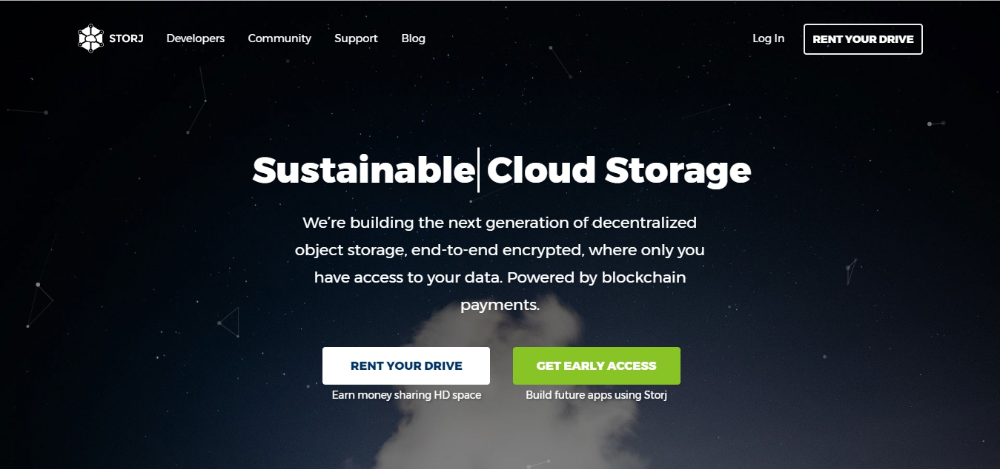 STORJ Developers Community Support Blog Log In RENT YOUR DRIVE
Sustainable Cloud Storage
We’re building the next generation of decentralized
object storage, end-to-end encrypted, where only you
have access to your data. Powered by blockchain
payments.
RENT YOUR DRIVE GET EARLY ACCESS
Earn money sharing HD space Build future apps using Storj